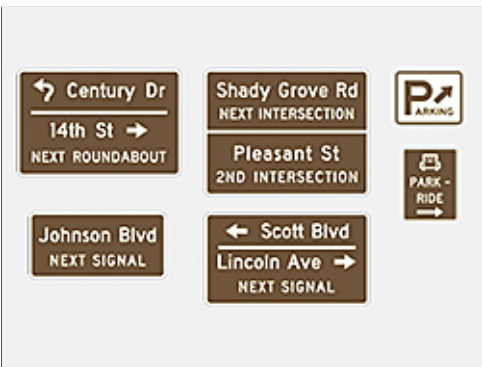 Century Dr
14th St
NEXT ROUNDABOUT
Shady Grove Rd
NEXT INTERSECTION
Pleasant St
2ND INTERSECTION
PARKING
PARK -
RIDE
Johnson Blvd
NEXT SIGNAL
Scott Blvd
Lincoln Ave
NEXT SIGNAL